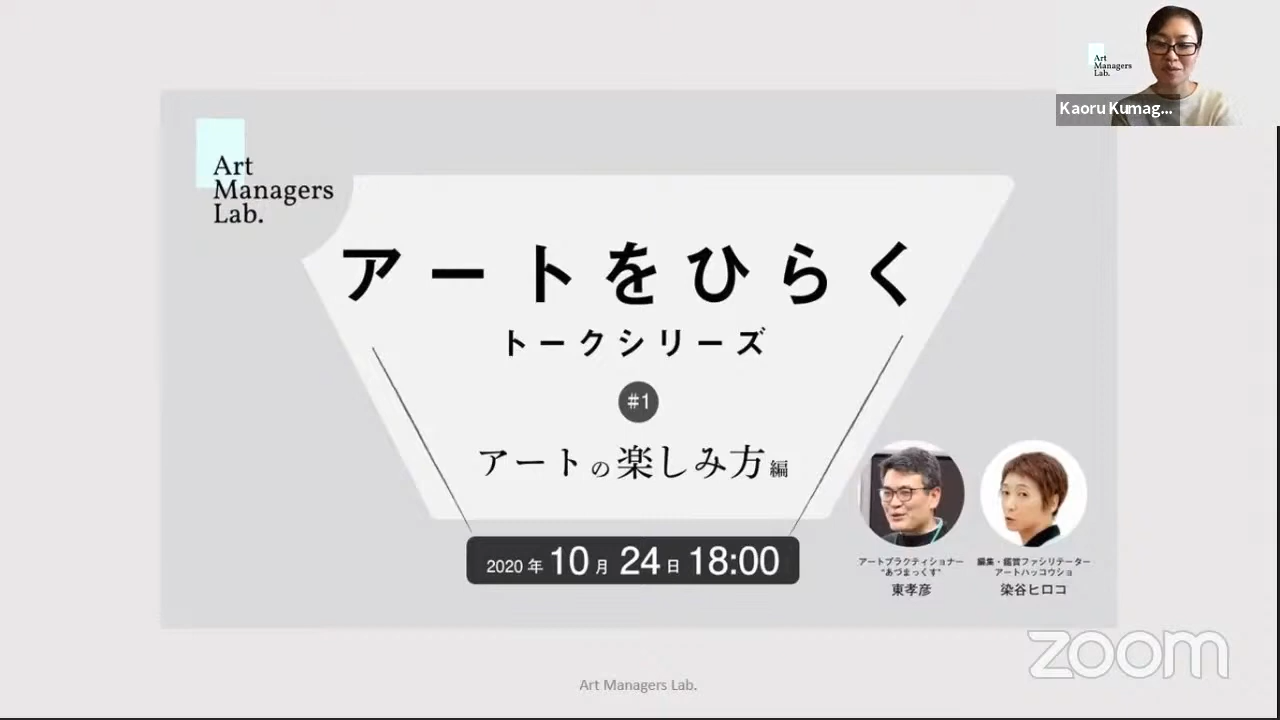 Art
Managers
Lab.
Kaoru Kumag...
Art
Managers
Lab.
アートをひらく
トークシリーズ
#1
アートの楽しみ方編
2020年10月24日18:00
アートプラクティショナー
"あづまっくす"
東孝彦
編集・鑑賞ファシリテーター
アートハッコウショ
染谷ヒロコ
zoom
Art Managers Lab.